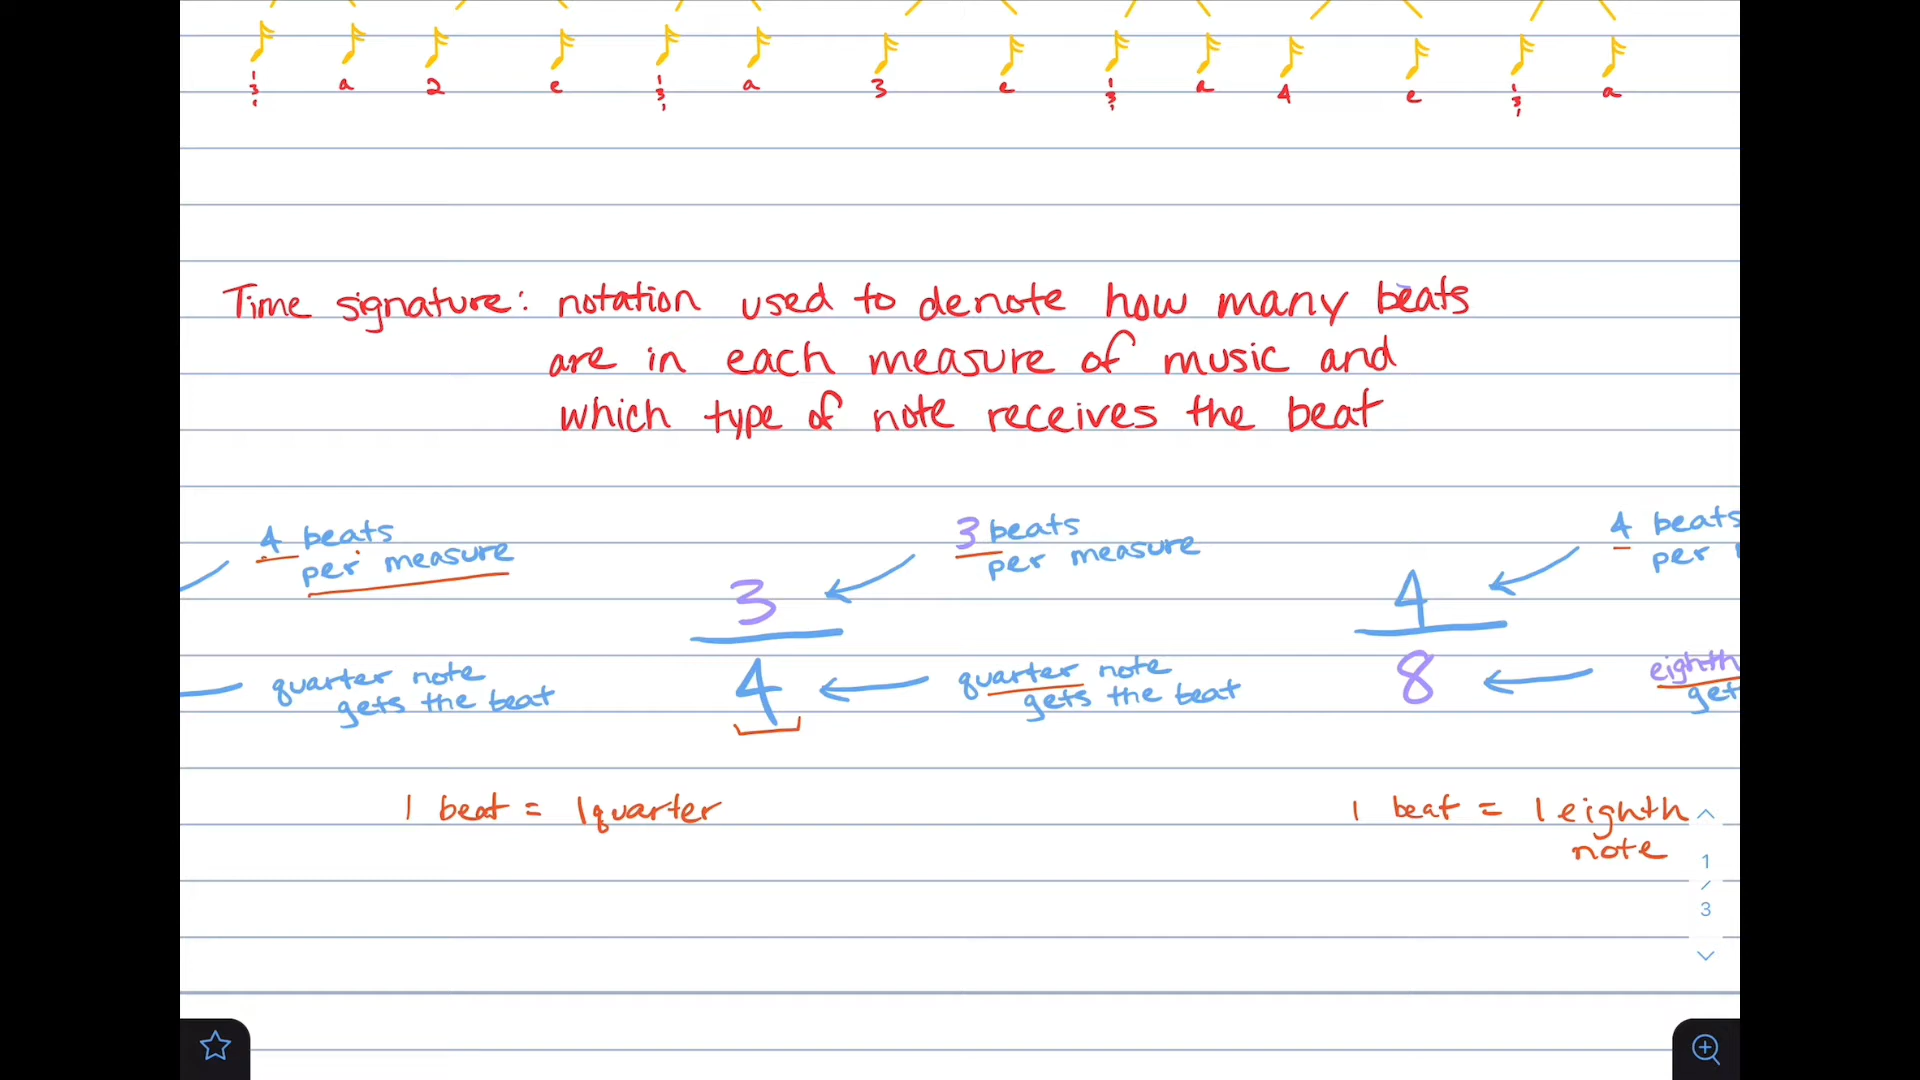 & a 2 e & a 3 e & a 4 e & a
Time signature: notation used to denote how many beats
are in each measure of music and
which type of note receives the beat
4 beats
per measure
quarter note
gets the beat
3
4
3 beats
per measure
quarter note
gets the beat
4
8
4 beats
per
eighth
get
1 beat = 1 quarter
1 beat = 1 eighth
note
1
/
3